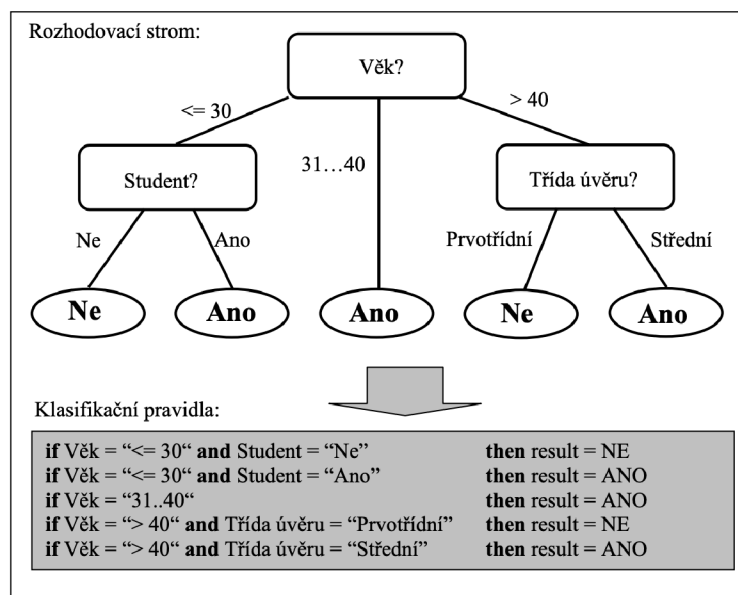 Rozhodovací strom:
Věk?
<= 30
> 40
31…40
Student?
Třída úvěru?
Ne
Ano
Prvotřídní
Střední
Ne
Ano
Ano
Ne
Ano
Klasifikační pravidla:
if Věk = “<= 30“ and Student = “Ne” then result = NE
if Věk = “<= 30“ and Student = “Ano” then result = ANO
if Věk = “31..40“ then result = ANO
if Věk = “> 40“ and Třída úvěru = “Prvotřídní” then result = NE
if Věk = “> 40“ and Třída úvěru = “Střední” then result = ANO